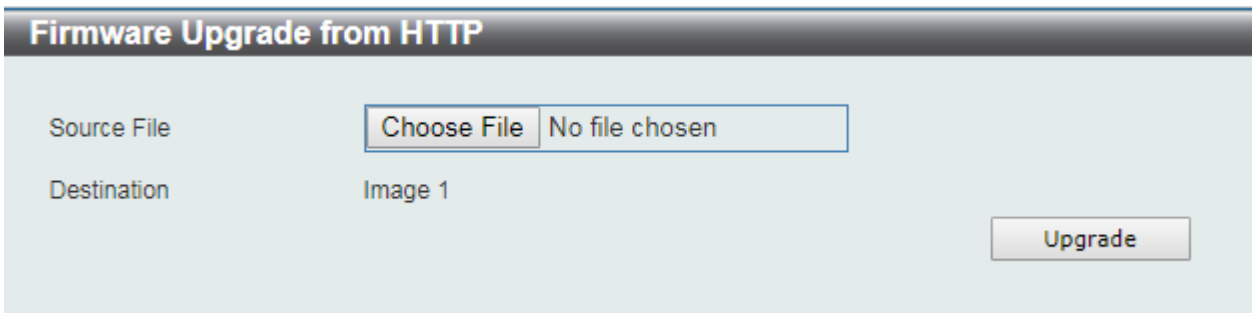 Firmware Upgrade from HTTP
Source File Choose File No file chosen
Destination Image 1
Upgrade